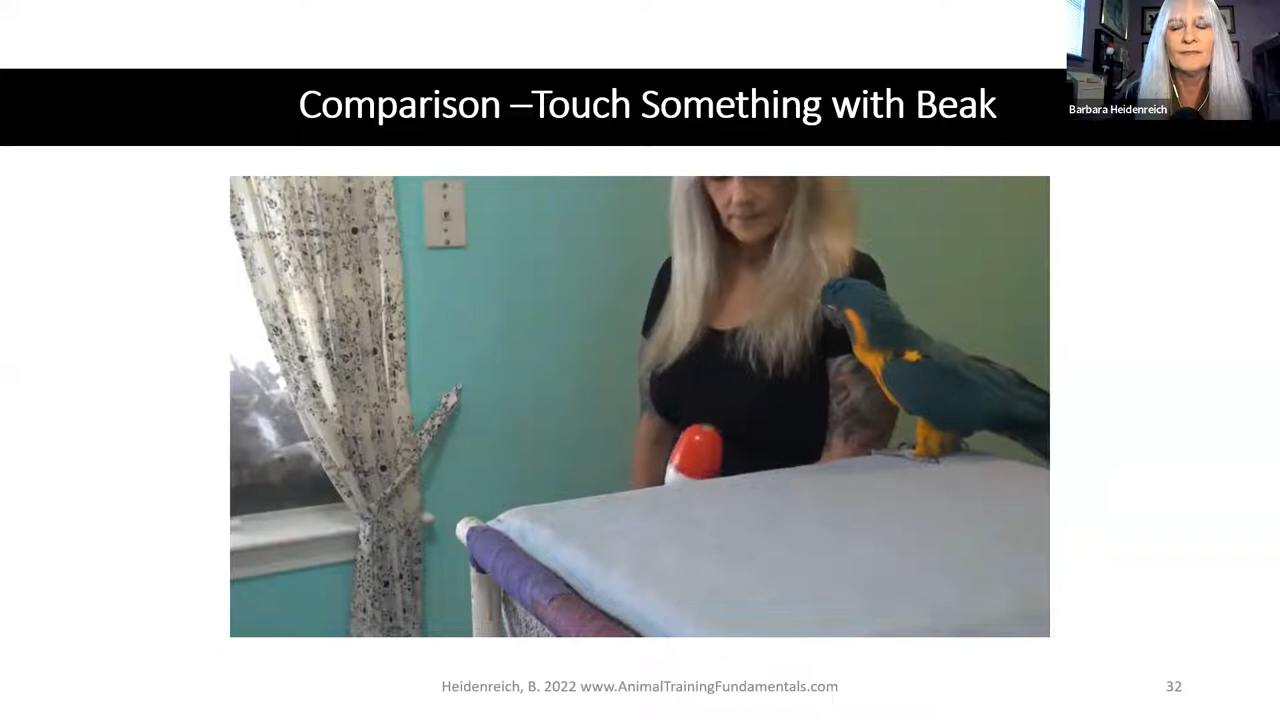 Comparison –Touch Something with Beak
Barbara Heidenreich
Heidenreich, B. 2022 www.AnimalTrainingFundamentals.com
32